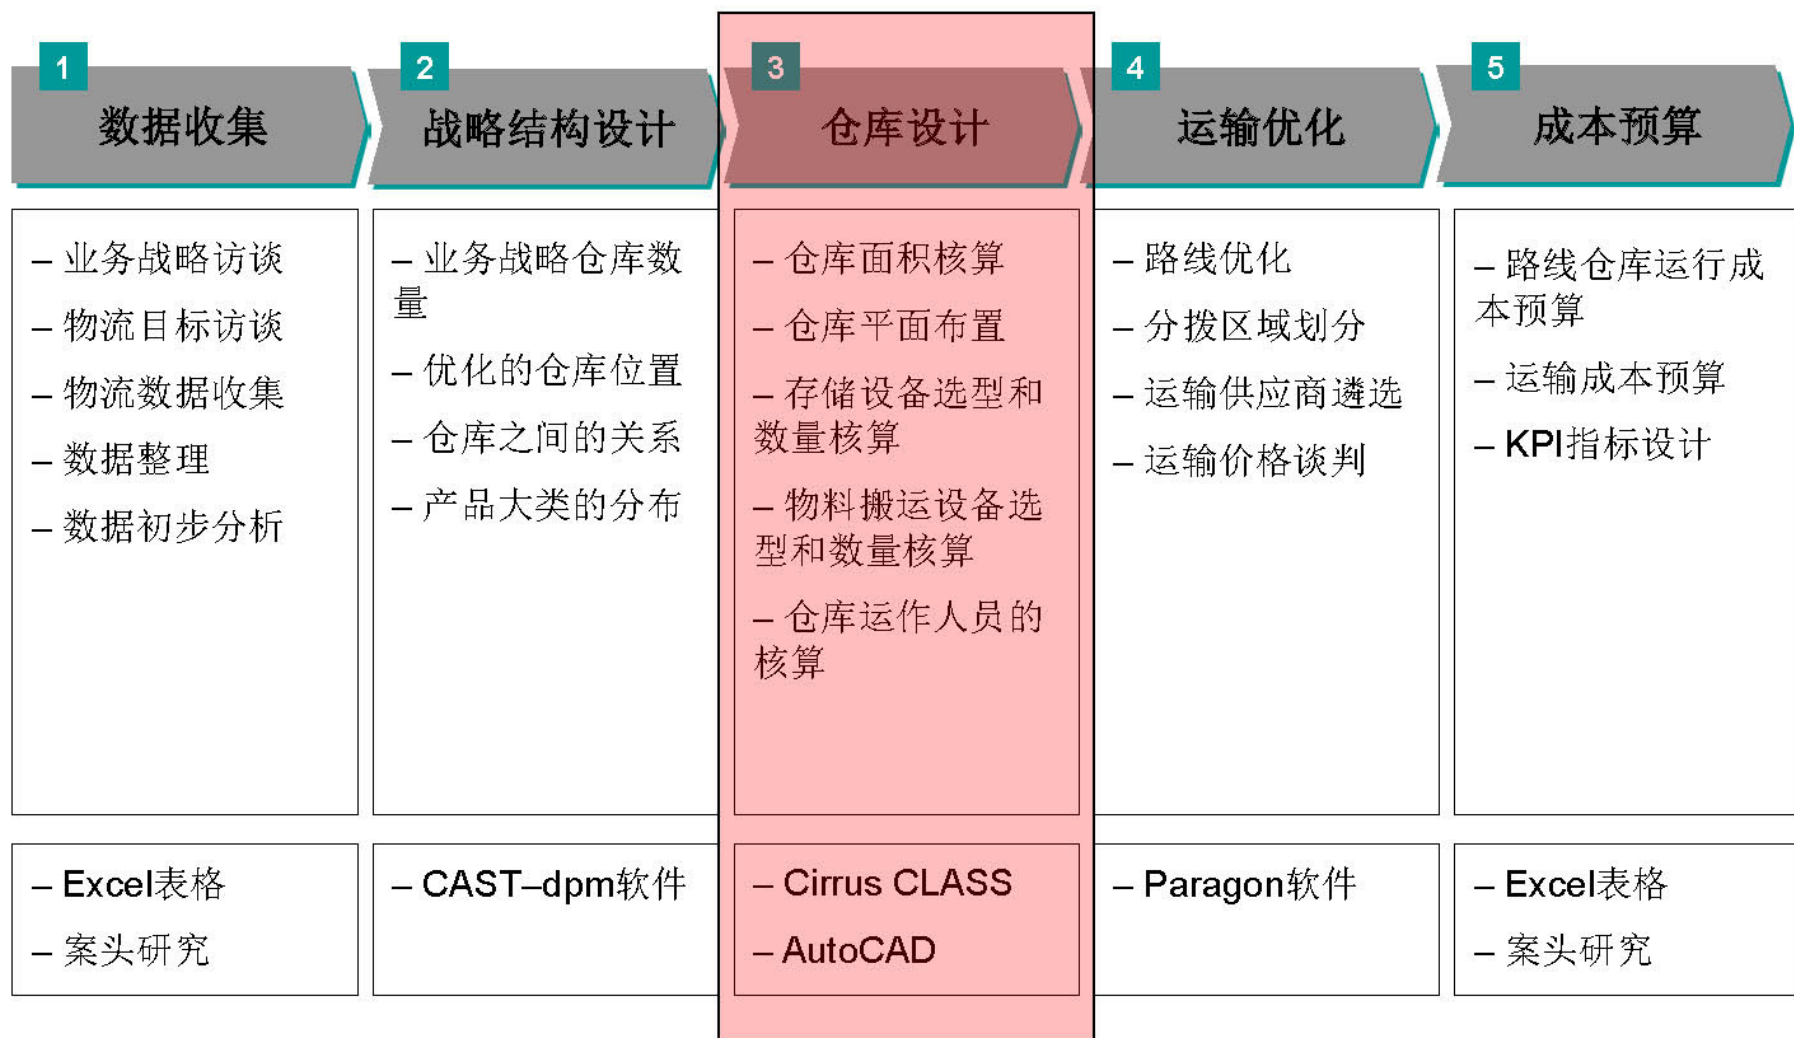 1
数据收集
– 业务战略访谈
– 物流目标访谈
– 物流数据收集
– 数据整理
– 数据初步分析
– Excel表格
– 案头研究
2
战略结构设计
– 业务战略仓库数
量
– 优化的仓库位置
– 仓库之间的关系
– 产品大类的分布
– CAST–dpm软件
3
仓库设计
– 仓库面积核算
– 仓库平面布置
– 存储设备选型和
数量核算
– 物料搬运设备选
型和数量核算
– 仓库运作人员的
核算
– Cirrus CLASS
– AutoCAD
4
运输优化
– 路线优化
– 分拨区域划分
– 运输供应商遴选
– 运输价格谈判
– Paragon软件
5
成本预算
– 路线仓库运行成
本预算
– 运输成本预算
– KPI指标设计
– Excel表格
– 案头研究